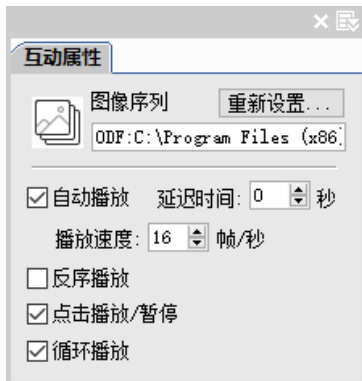 互动属性
图像序列 重新设置...
ODF:C:\Program Files (x86)
自动播放 延迟时间: 0 秒
播放速度: 16 帧/秒
反序播放
点击播放/暂停
循环播放